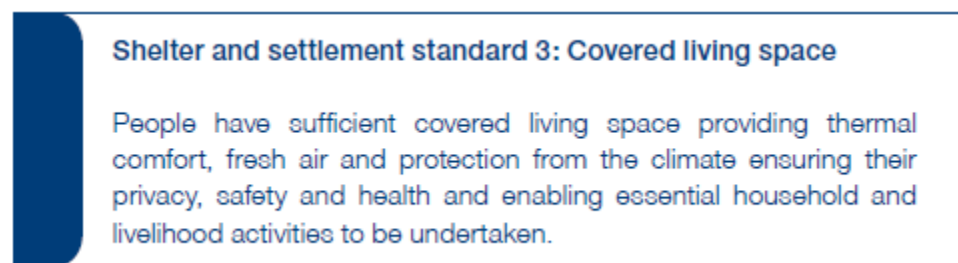 Shelter and settlement standard 3: Covered living space
People have sufficient covered living space providing thermal
comfort, fresh air and protection from the climate ensuring their
privacy, safety and health and enabling essential household and
livelihood activities to be undertaken.